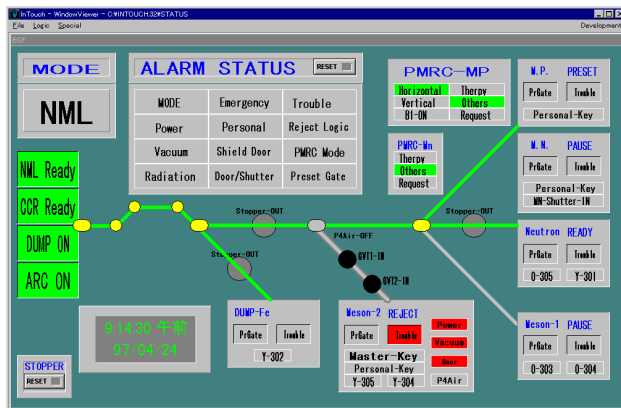 InTouch - WindowViewer - C:¥INTOUCH.32¥STATUS
File Logic Special Development
BSF
MODE
NML
ALARM STATUS RESET
MODE Emergency Trouble
Power Personal Reject Logic
Vacuum Shield Door PMRC Mode
Radiation Door/Shutter Preset Gate
PMRC-MP
Horizontal Therpy
Vertical Others
B1-ON Request
PMRC-Mn
Therpy
Others
Request
M.P. PRESET
PrGate Trouble
Personal-Key
M.N. PAUSE
PrGate Trouble
Personal-Key
MN-Shutter-IN
Neutron READY
PrGate Trouble
O-305 Y-301
Meson-1 PAUSE
PrGate Trouble
O-303 O-304
NML Ready
CCR Ready
DUMP ON
ARC ON
Stopper-OUT
Stopper-OUT
Stopper-OUT
P4Air-OFF
GVT1-IN
GVT2-IN
9:14:30 午前
97/04/24
STOPPER
RESET
DUMP-Fe
PrGate Trouble
Y-302
Meson-2 REJECT
PrGate Trouble
Power
Vacuum
Door
Master-Key
Personal-Key
Y-305 Y-304 P4Air